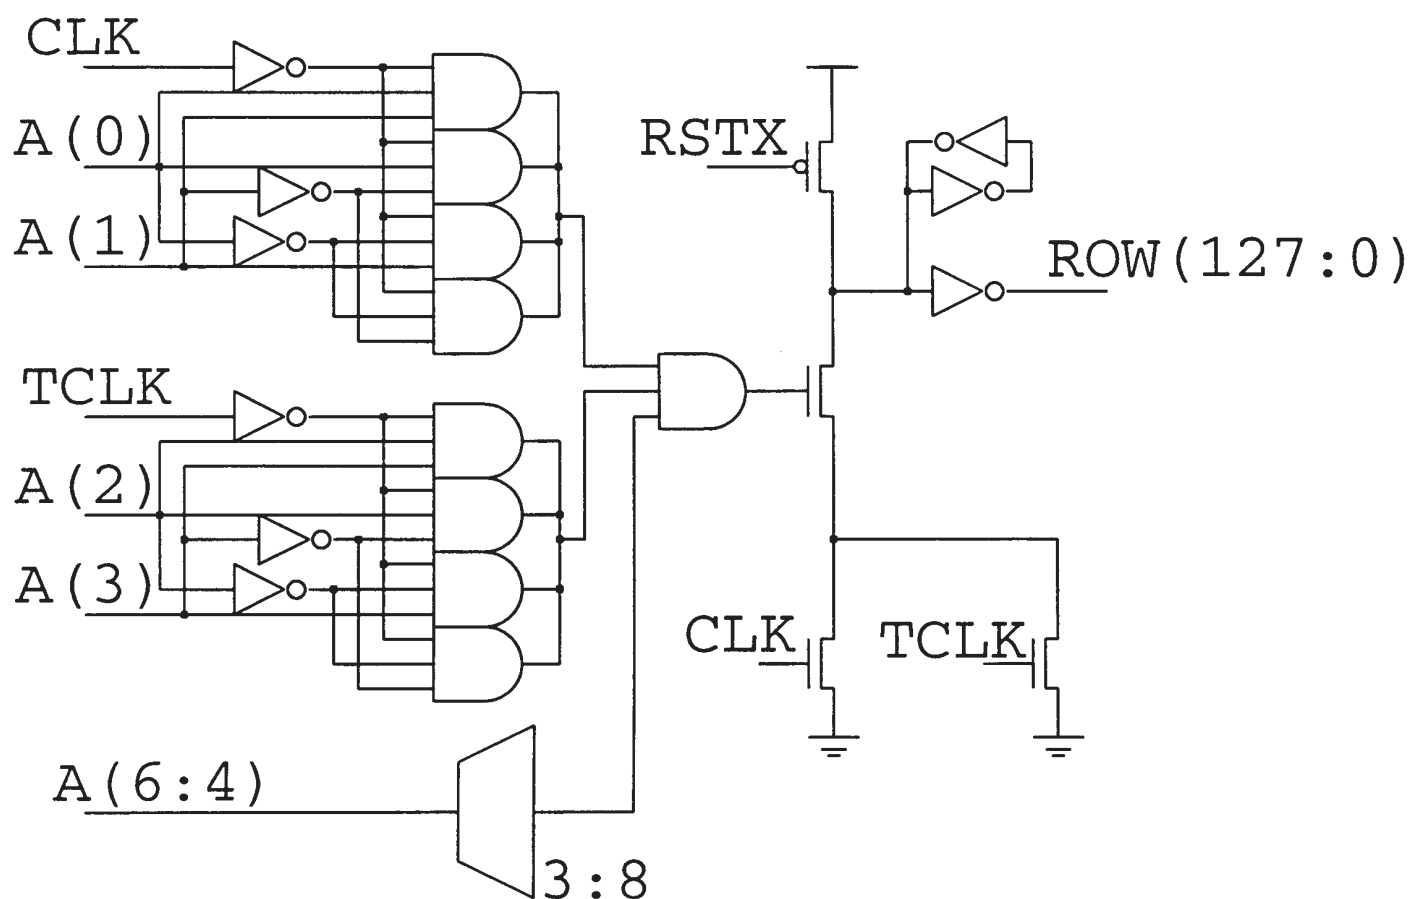 CLK
A(0)
A(1)
RSTX
ROW(127:0)
TCLK
A(2)
A(3)
CLK
TCLK
A(6:4)
3:8